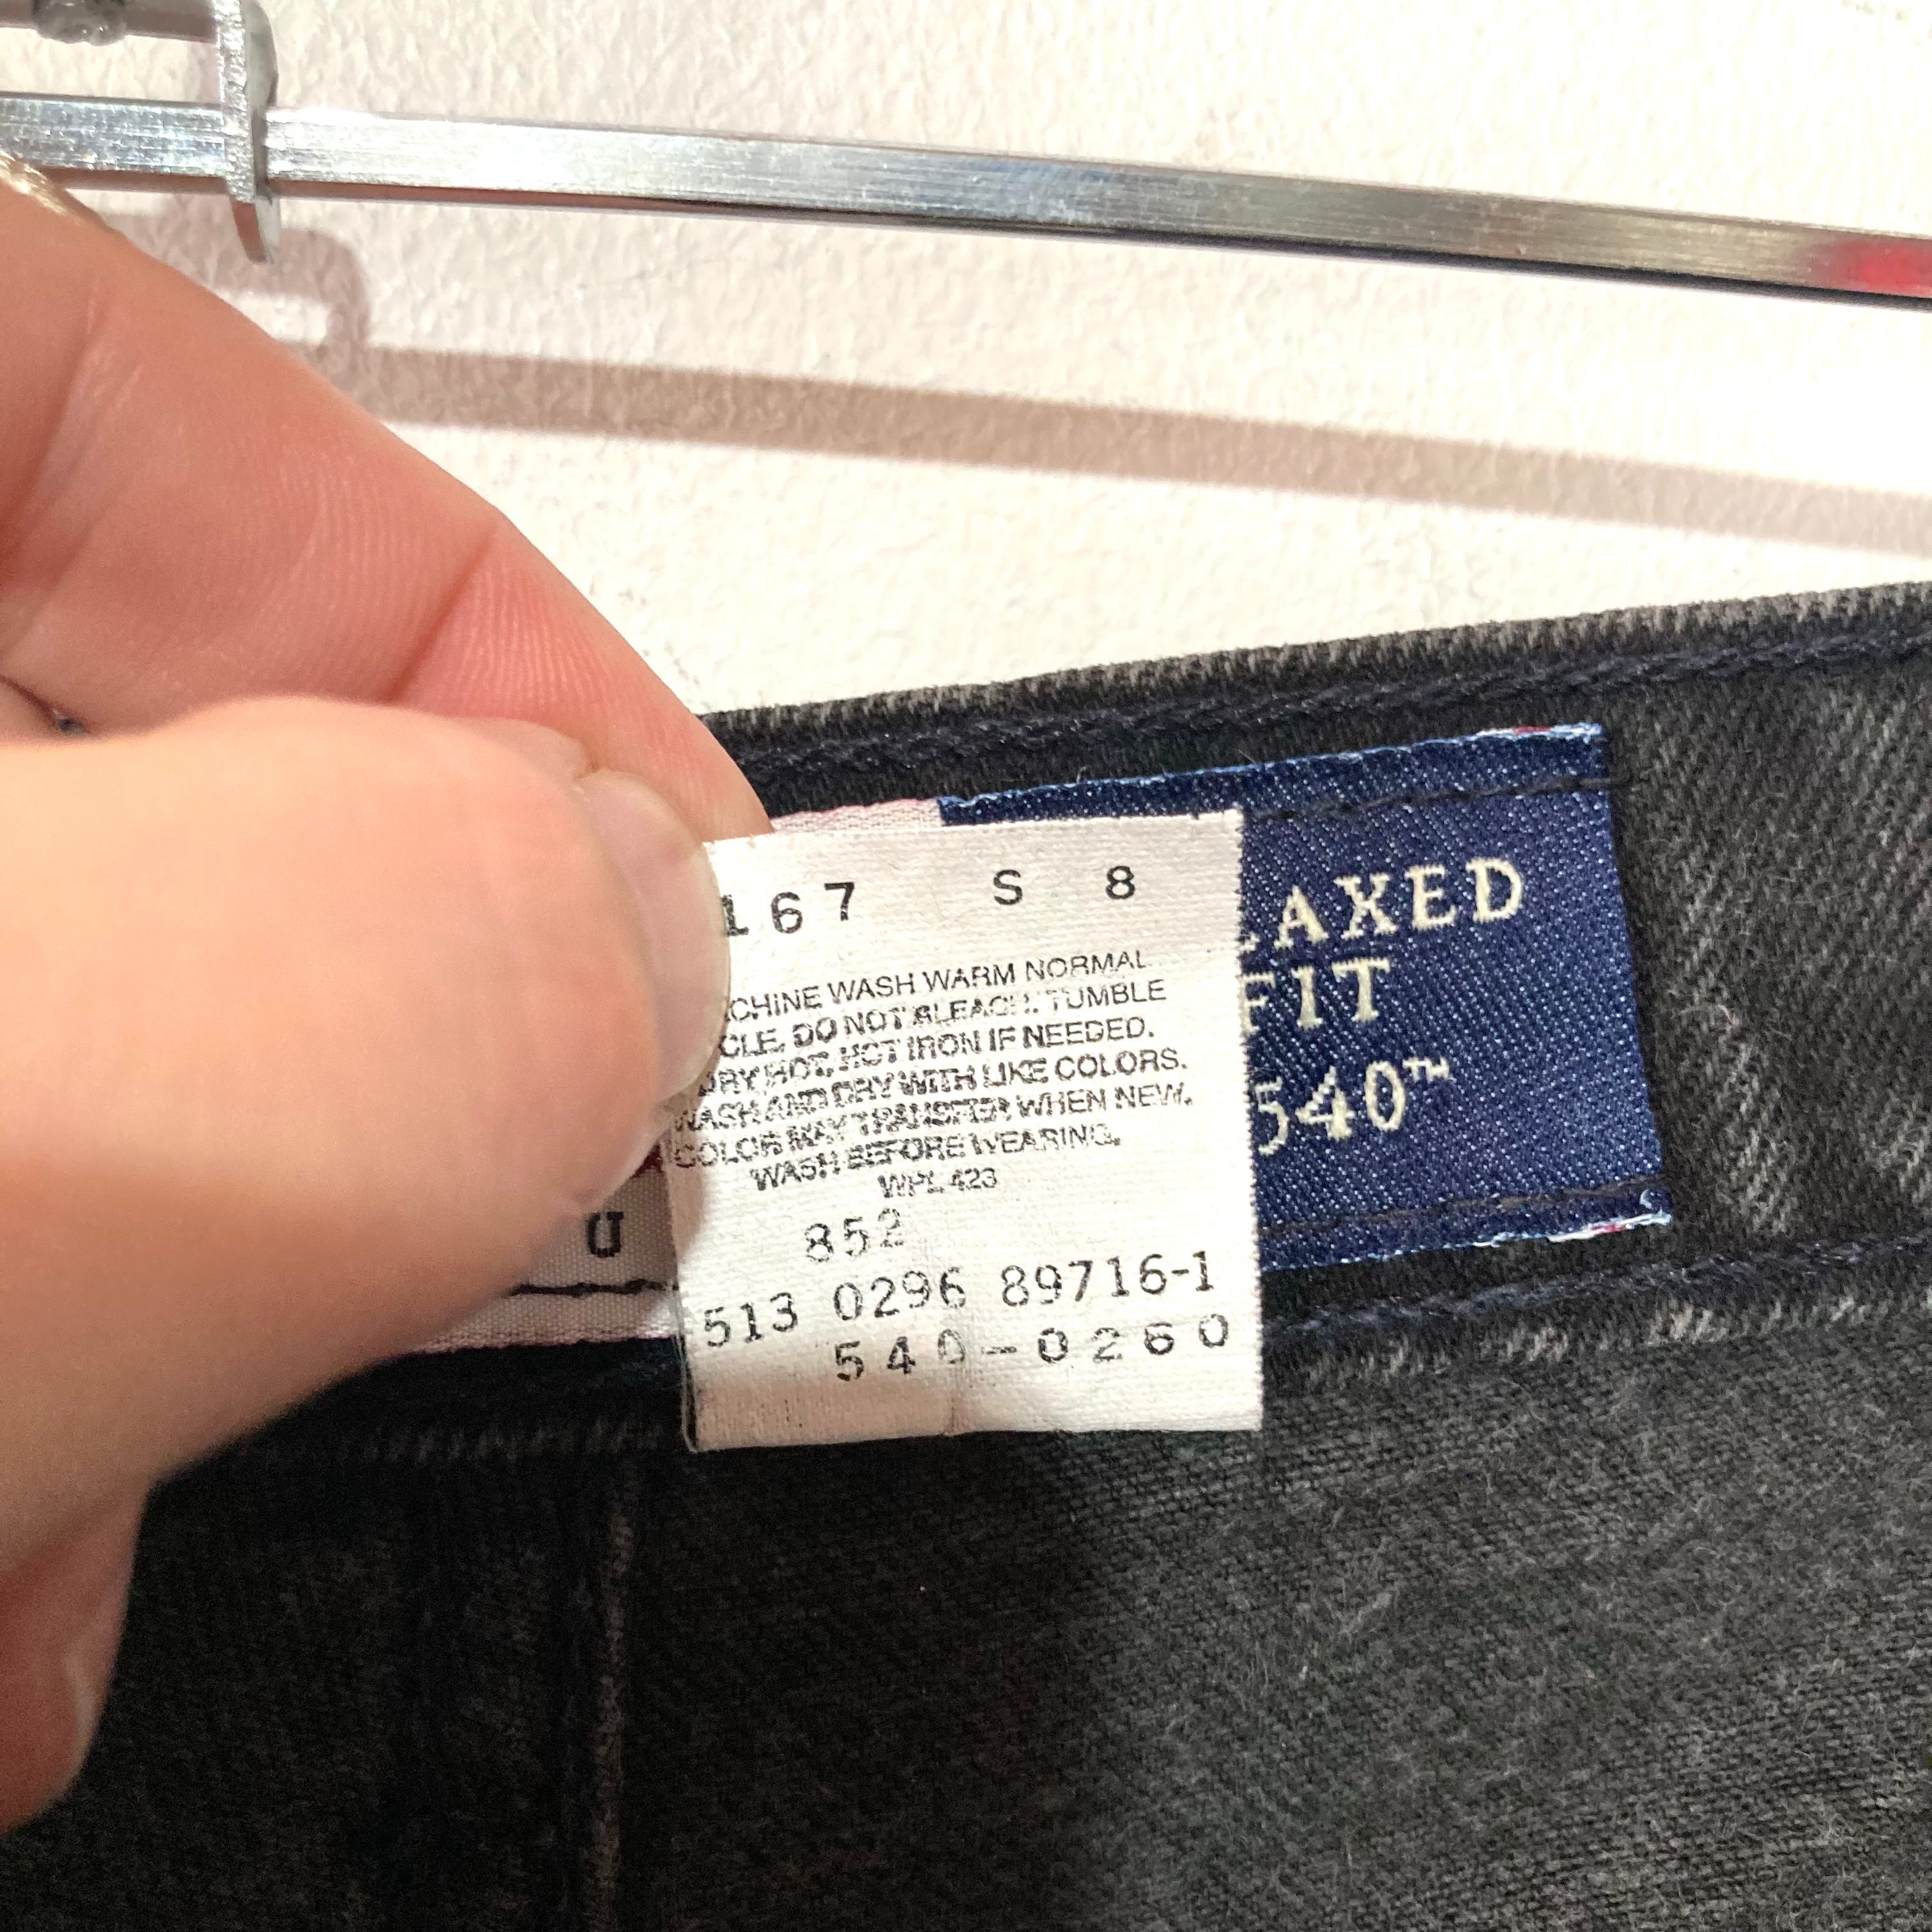 167 S 8
CHINE WASH WARM NORMAL
CLE. DO NOT BLEACH. TUMBLE
DRY HOT, HOT IRON IF NEEDED.
WASH AND DRY WITH LIKE COLORS.
COLOR MAY TRANSFER WHEN NEW.
WASH BEFORE WEARING.
WPL 423
852
513 0296 89716-1
540-0260
U
AXED
FIT
540™